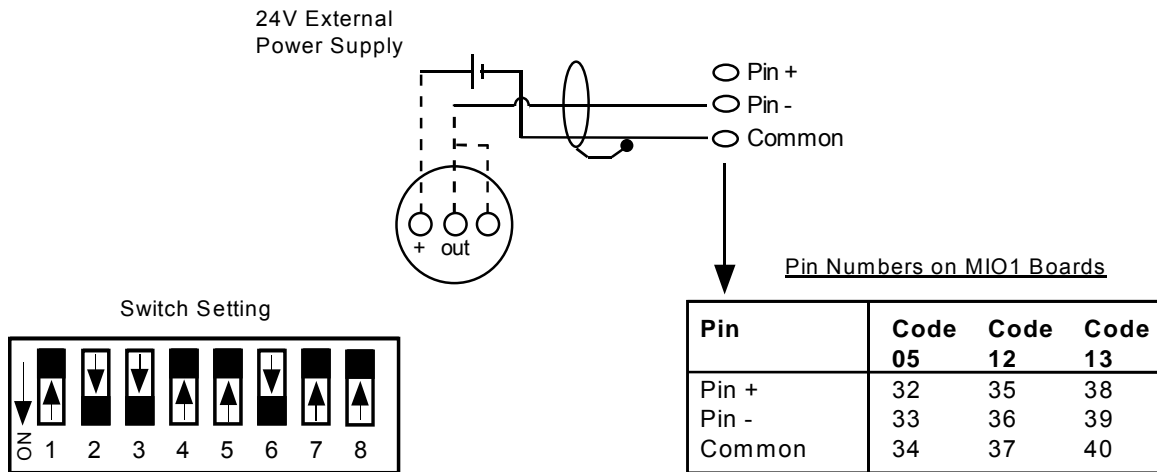 24V External
Power Supply
Pin +
Pin -
Common
+ out
Pin Numbers on MIO1 Boards
Switch Setting
Pin Code 05 Code 12 Code 13
Pin + 32 35 38
Pin - 33 36 39
Common 34 37 40
ON 1 2 3 4 5 6 7 8